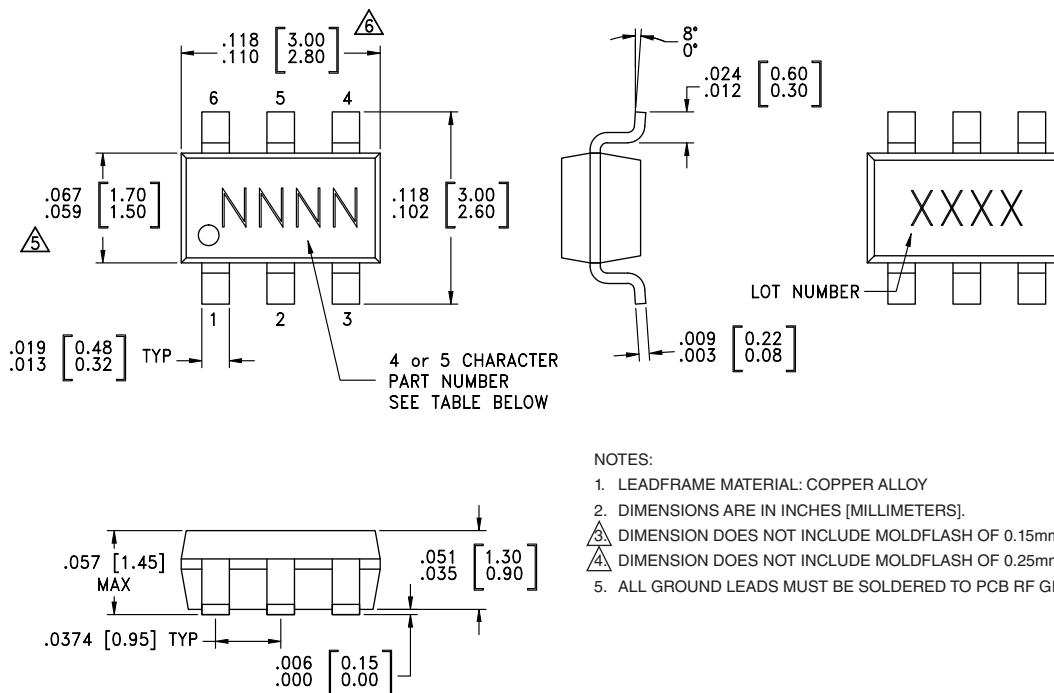 .118 [3.00]
.110 [2.80]
6
6 5 4
.067 [1.70]
.059 [1.50]
5
NNNN
.118 [3.00]
.102 [2.60]
1 2 3
.019 [0.48] TYP
.013 [0.32]
4 or 5 CHARACTER
PART NUMBER
SEE TABLE BELOW
8°
0°
.024 [0.60]
.012 [0.30]
.009 [0.22]
.003 [0.08]
XXXX
LOT NUMBER
.057 [1.45]
MAX
.051 [1.30]
.035 [0.90]
.0374 [0.95] TYP
.006 [0.15]
.000 [0.00]
NOTES:
1. LEADFRAME MATERIAL: COPPER ALLOY
2. DIMENSIONS ARE IN INCHES [MILLIMETERS].
3. DIMENSION DOES NOT INCLUDE MOLDFLASH OF 0.15mm
4. DIMENSION DOES NOT INCLUDE MOLDFLASH OF 0.25mm
5. ALL GROUND LEADS MUST BE SOLDERED TO PCB RF